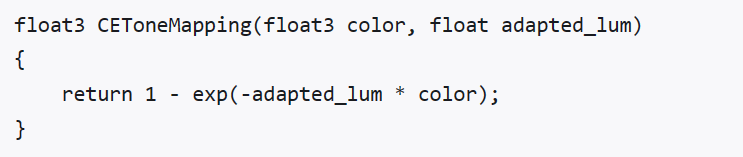 float3 CEToneMapping(float3 color, float adapted_lum)
{
    return 1 - exp(-adapted_lum * color);
}